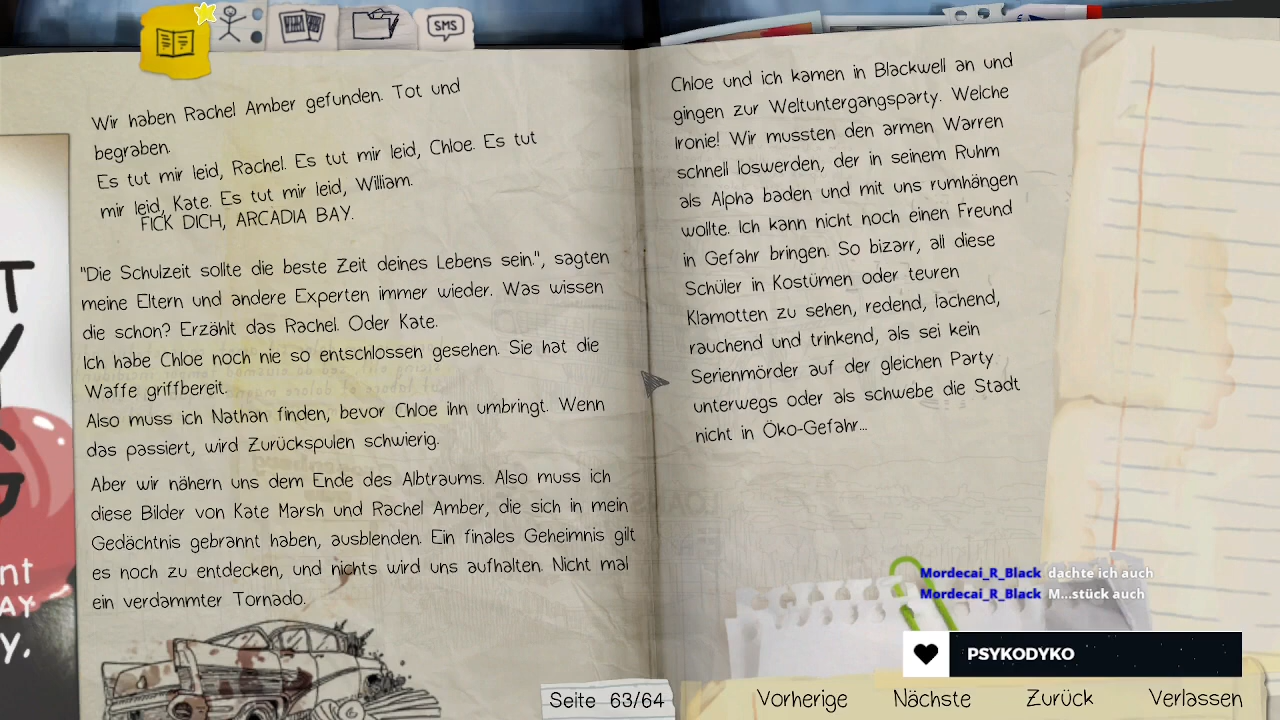 SMS
Wir haben Rachel Amber gefunden. Tot und
begraben.
Es tut mir leid, Rachel. Es tut mir leid, Chloe. Es tut
mir leid, Kate. Es tut mir leid, William.
FICK DICH, ARCADIA BAY.
"Die Schulzeit sollte die beste Zeit deines Lebens sein.", sagten
meine Eltern und andere Experten immer wieder. Was wissen
die schon? Erzählt das Rachel. Oder Kate.
Ich habe Chloe noch nie so entschlossen gesehen. Sie hat die
Waffe griffbereit.
Also muss ich Nathan finden, bevor Chloe ihn umbringt. Wenn
das passiert, wird Zurückspulen schwierig.
Aber wir nähern uns dem Ende des Albtraums. Also muss ich
diese Bilder von Kate Marsh und Rachel Amber, die sich in mein
Gedächtnis gebrannt haben, ausblenden. Ein finales Geheimnis gilt
es noch zu entdecken, und nichts wird uns aufhalten. Nicht mal
ein verdammter Tornado.
Chloe und ich kamen in Blackwell an und
gingen zur Weltuntergangsparty. Welche
Ironie! Wir mussten den armen Warren
schnell loswerden, der in seinem Ruhm
als Alpha baden und mit uns rumhängen
wollte. Ich kann nicht noch einen Freund
in Gefahr bringen. So bizarr, all diese
Schüler in Kostümen oder teuren
Klamotten zu sehen, redend, lachend,
rauchend und trinkend, als sei kein
Serienmörder auf der gleichen Party
unterwegs oder als schwebe die Stadt
nicht in Öko-Gefahr...
Mordecai_R_Black dachte ich auch
Mordecai_R_Black M...stück auch
PSYKODYKO
Seite 63/64
Vorherige Nächste Zurück Verlassen